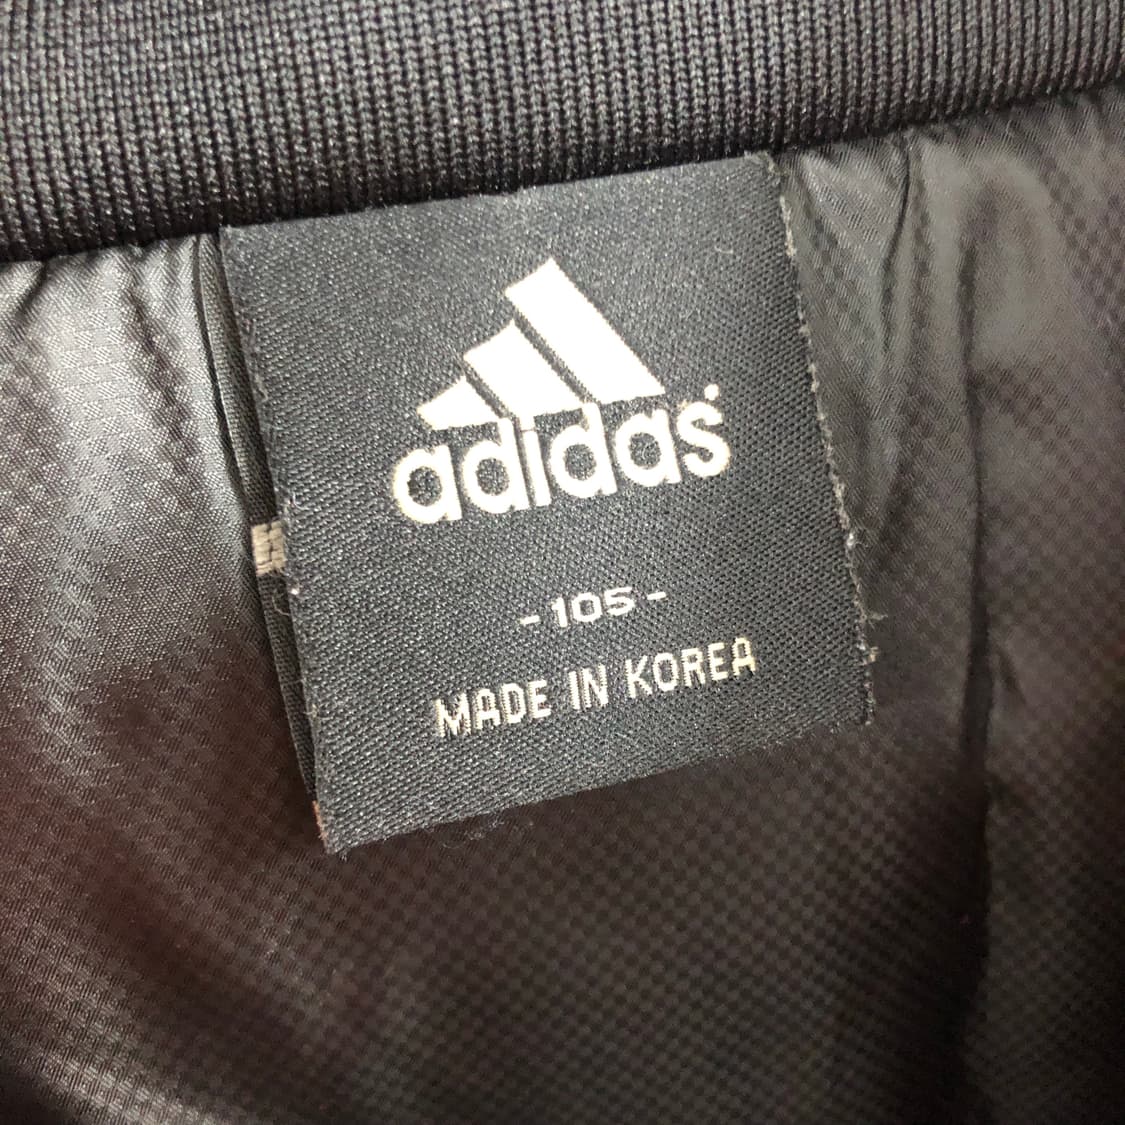 adidas
- 105 -
MADE IN KOREA